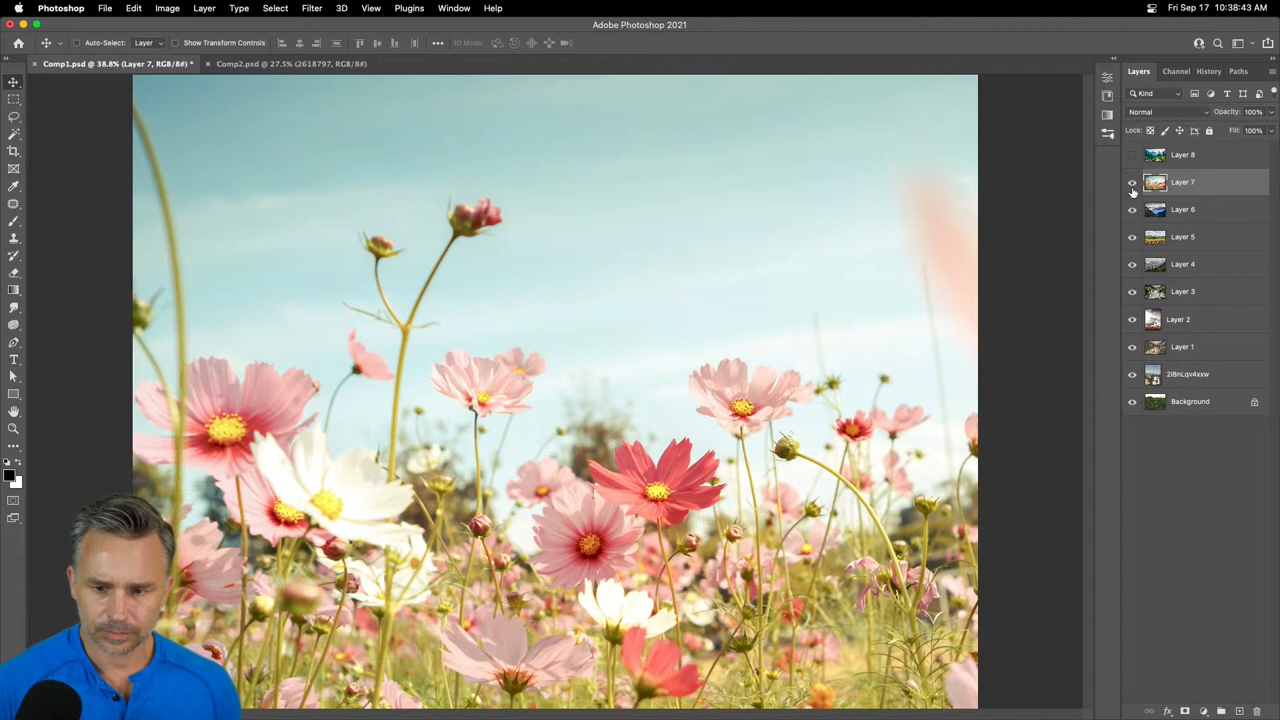 Photoshop File Edit Image Layer Type Select Filter 3D View Plugins Window Help Fri Sep 17 10:38:43 AM
Adobe Photoshop 2021
Auto-Select: Layer Show Transform Controls 3D Mode:
Comp1.psd @ 38.8% (Layer 7, RGB/8#) * Comp2.psd @ 27.5% (2618797, RGB/8#)
Layers Channel History Paths
Kind
Normal Opacity: 100%
Lock: Fill: 100%
Layer 8
Layer 7
Layer 6
Layer 5
Layer 4
Layer 3
Layer 2
Layer 1
2IBnLqv4xxw
Background